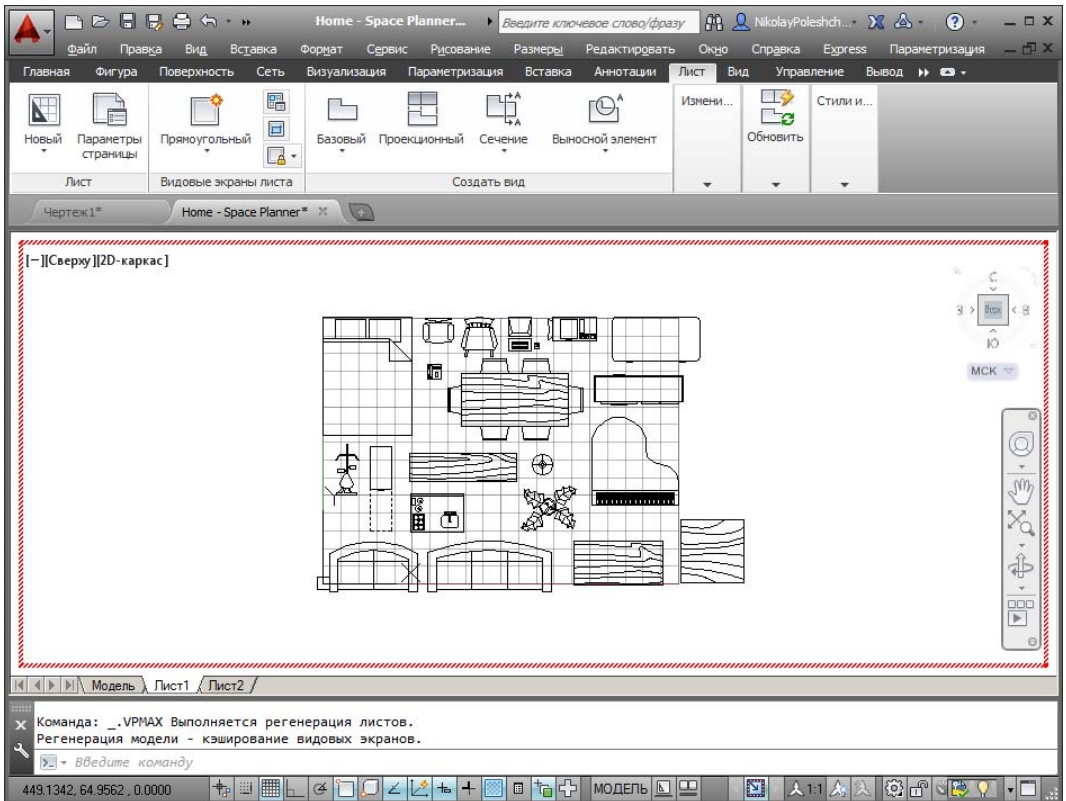 Home - Space Planner... Введите ключевое слово/фразу NikolayPoleshch...
Файл Правка Вид Вставка Формат Сервис Рисование Размеры Редактировать Окно Справка Express Параметризация
Главная Фигура Поверхность Сеть Визуализация Параметризация Вставка Аннотации Лист Вид Управление Вывод
Новый Параметры страницы Прямоугольный Базовый Проекционный Сечение Выносной элемент Измени... Обновить Стили и...
Лист Видовые экраны листа Создать вид
Чертеж1* Home - Space Planner*
[–][Сверху][2D-каркас]
С
З Верх В
Ю
МСК
Модель Лист1 Лист2
Команда: _.VPMAX Выполняется регенерация листов.
Регенерация модели - кэширование видовых экранов.
Введите команду
449.1342, 64.9562 , 0.0000 МОДЕЛЬ 1:1